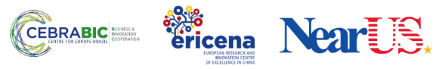 CEBRABIC
CENTRE FOR EUROPE-BRAZIL
BUSINESS &
INNOVATION
COOPERATION
ericena
EUROPEAN RESEARCH AND
INNOVATION CENTRE
OF EXCELLENCE IN CHINA
NearUS